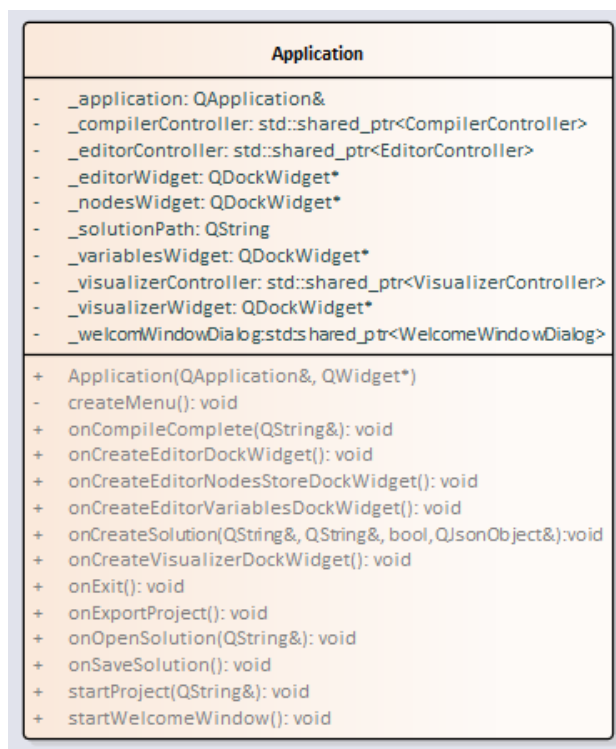 Application
- _application: QApplication&
- _compilerController: std::shared_ptr<CompilerController>
- _editorController: std::shared_ptr<EditorController>
- _editorWidget: QDockWidget*
- _nodesWidget: QDockWidget*
- _solutionPath: QString
- _variablesWidget: QDockWidget*
- _visualizerController: std::shared_ptr<VisualizerController>
- _visualizerWidget: QDockWidget*
- _welcomWindowDialog:std::shared_ptr<WelcomeWindowDialog>
+ Application(QApplication&, QWidget*)
- createMenu(): void
+ onCompileComplete(QString&): void
+ onCreateEditorDockWidget(): void
+ onCreateEditorNodesStoreDockWidget(): void
+ onCreateEditorVariablesDockWidget(): void
+ onCreateSolution(QString&, QString&, bool,QJsonObject&):void
+ onCreateVisualizerDockWidget(): void
+ onExit(): void
+ onExportProject(): void
+ onOpenSolution(QString&): void
+ onSaveSolution(): void
+ startProject(QString&): void
+ startWelcomeWindow(): void